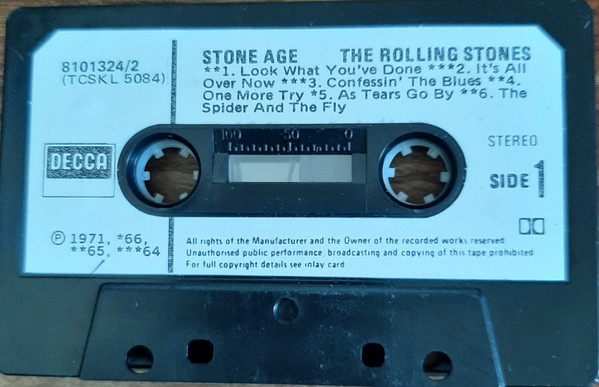 8101324/2
(TCSKL 5084)
STONE AGE THE ROLLING STONES
**1. Look What You've Done ***2. It's All
Over Now ***3. Confessin' The Blues **4.
One More Try *5. As Tears Go By **6. The
Spider And The Fly
100 50 0
DECCA
STEREO
SIDE 1
℗ 1971, *66,
**65, ***64
All rights of the Manufacturer and the Owner of the recorded works reserved
Unauthorised public performance, broadcasting and copying of this tape prohibited
For full copyright details see inlay card